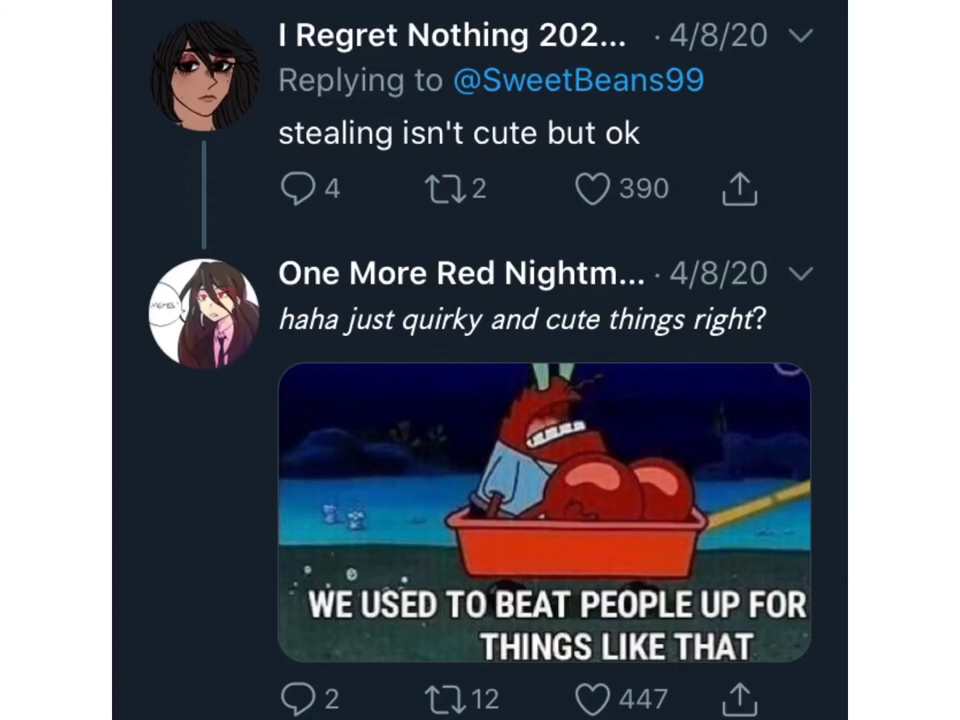 I Regret Nothing 202... · 4/8/20
Replying to @SweetBeans99
stealing isn't cute but ok
4 2 390
One More Red Nightm... · 4/8/20
haha just quirky and cute things right?
WE USED TO BEAT PEOPLE UP FOR
THINGS LIKE THAT
2 12 447